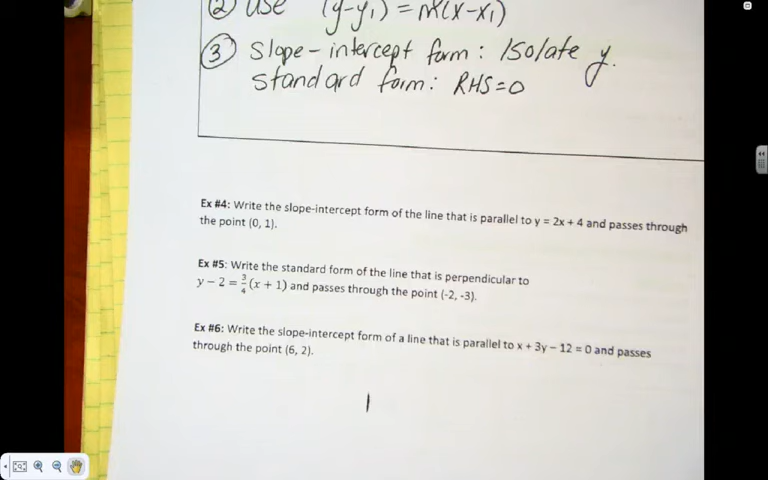 ② Use (y-y₁) = m(x-x₁)
③ Slope-intercept form: Isolate y.
standard form: RHS=0
Ex #4: Write the slope-intercept form of the line that is parallel to y = 2x + 4 and passes through
the point (0, 1).
Ex #5: Write the standard form of the line that is perpendicular to
y − 2 = 3/4 (x + 1) and passes through the point (-2, -3).
Ex #6: Write the slope-intercept form of a line that is parallel to x + 3y − 12 = 0 and passes
through the point (6, 2).